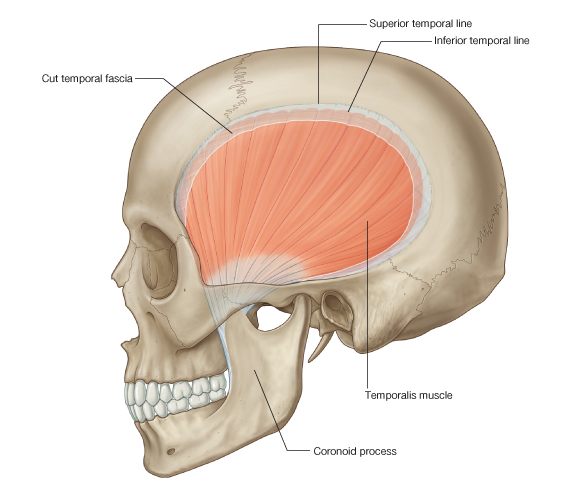 Superior temporal line
Inferior temporal line
Cut temporal fascia
Temporalis muscle
Coronoid process